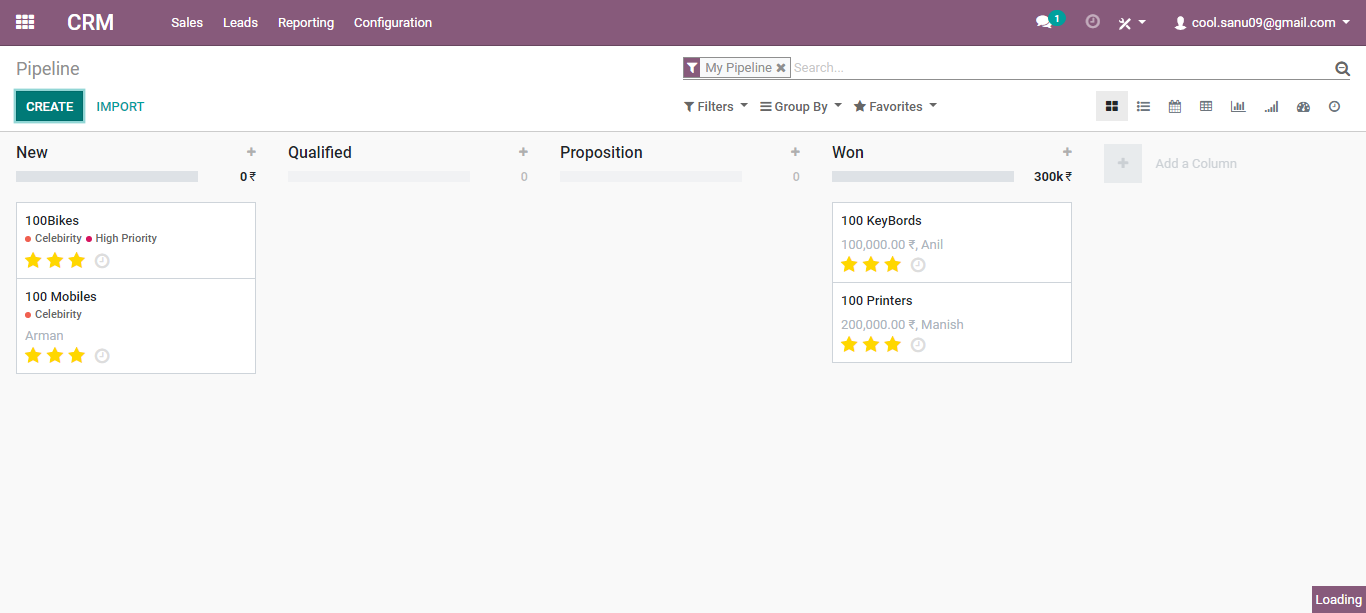 CRM Sales Leads Reporting Configuration 1 cool.sanu09@gmail.com
Pipeline My Pipeline Search...
CREATE IMPORT Filters Group By Favorites
New Qualified Proposition Won Add a Column
0 ₹ 0 0 300k ₹
100Bikes
Celebirity High Priority
100 Mobiles
Celebirity
Arman
100 KeyBords
100,000.00 ₹, Anil
100 Printers
200,000.00 ₹, Manish
Loading